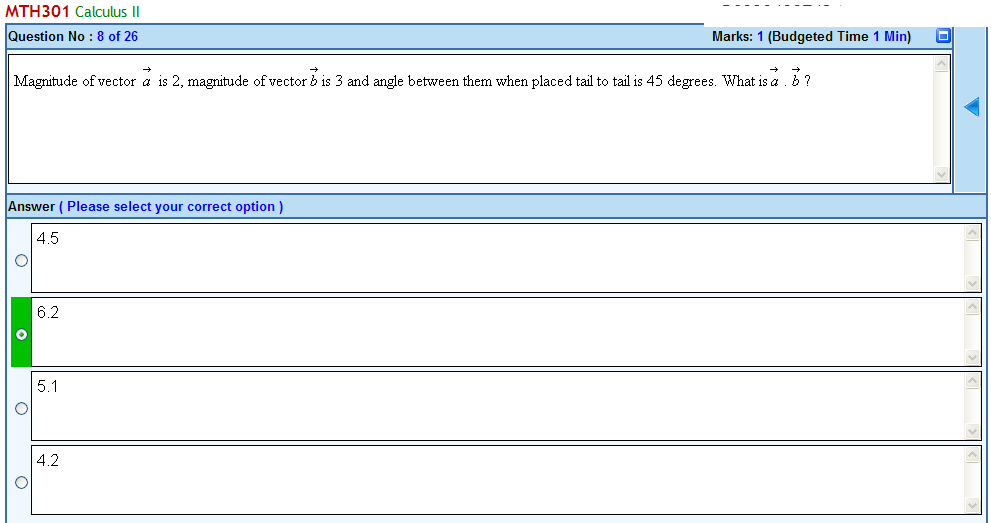 MTH301 Calculus II
Question No : 8 of 26 Marks: 1 (Budgeted Time 1 Min)
Magnitude of vector a⃗ is 2, magnitude of vector b⃗ is 3 and angle between them when placed tail to tail is 45 degrees. What is a⃗ . b⃗ ?
Answer ( Please select your correct option )
4.5
6.2
5.1
4.2